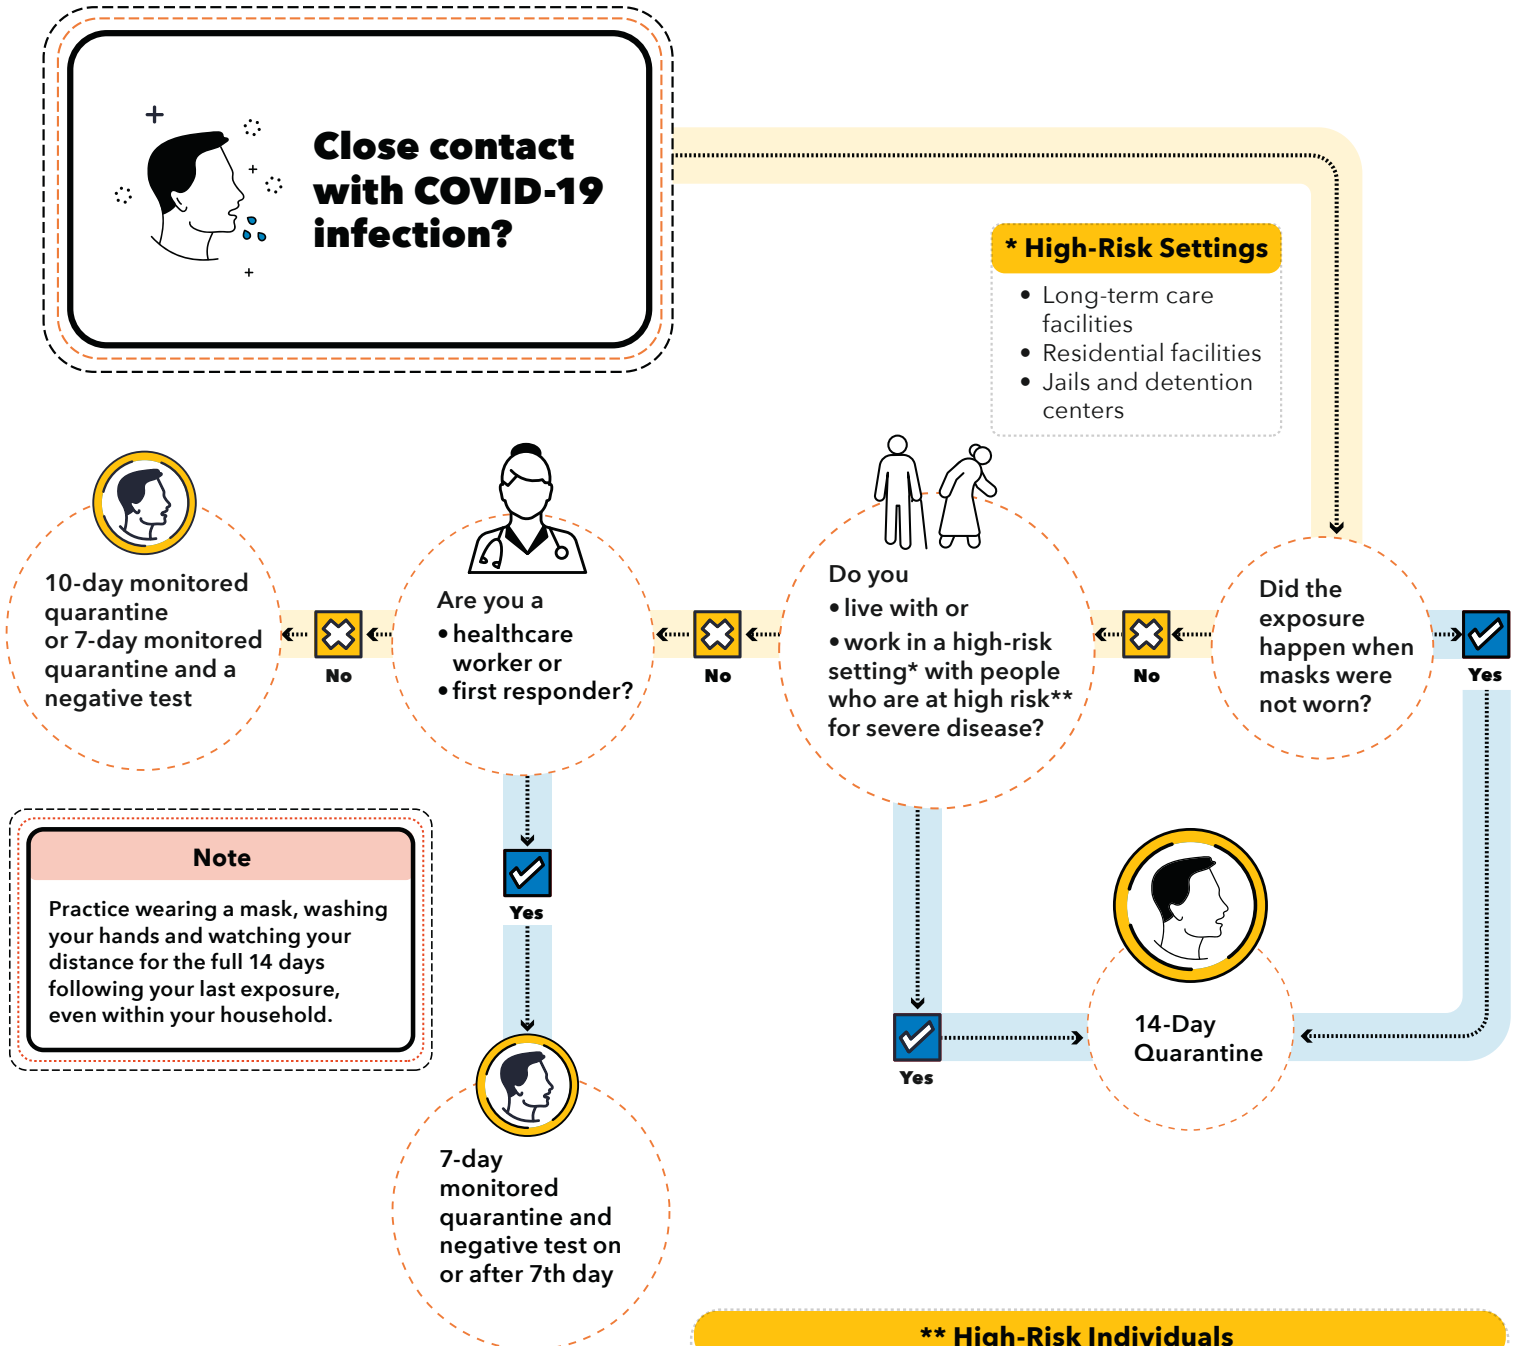 Close contact
with COVID-19
infection?
* High-Risk Settings
• Long-term care
facilities
• Residential facilities
• Jails and detention
centers
Did the
exposure
happen when
masks were
not worn?
Yes
No
Do you
• live with or
• work in a high-risk
setting* with people
who are at high risk**
for severe disease?
No
Are you a
• healthcare
worker or
• first responder?
No
10-day monitored
quarantine
or 7-day monitored
quarantine and a
negative test
Note
Practice wearing a mask, washing
your hands and watching your
distance for the full 14 days
following your last exposure,
even within your household.
Yes
7-day
monitored
quarantine and
negative test on
or after 7th day
Yes
14-Day
Quarantine
** High-Risk Individuals